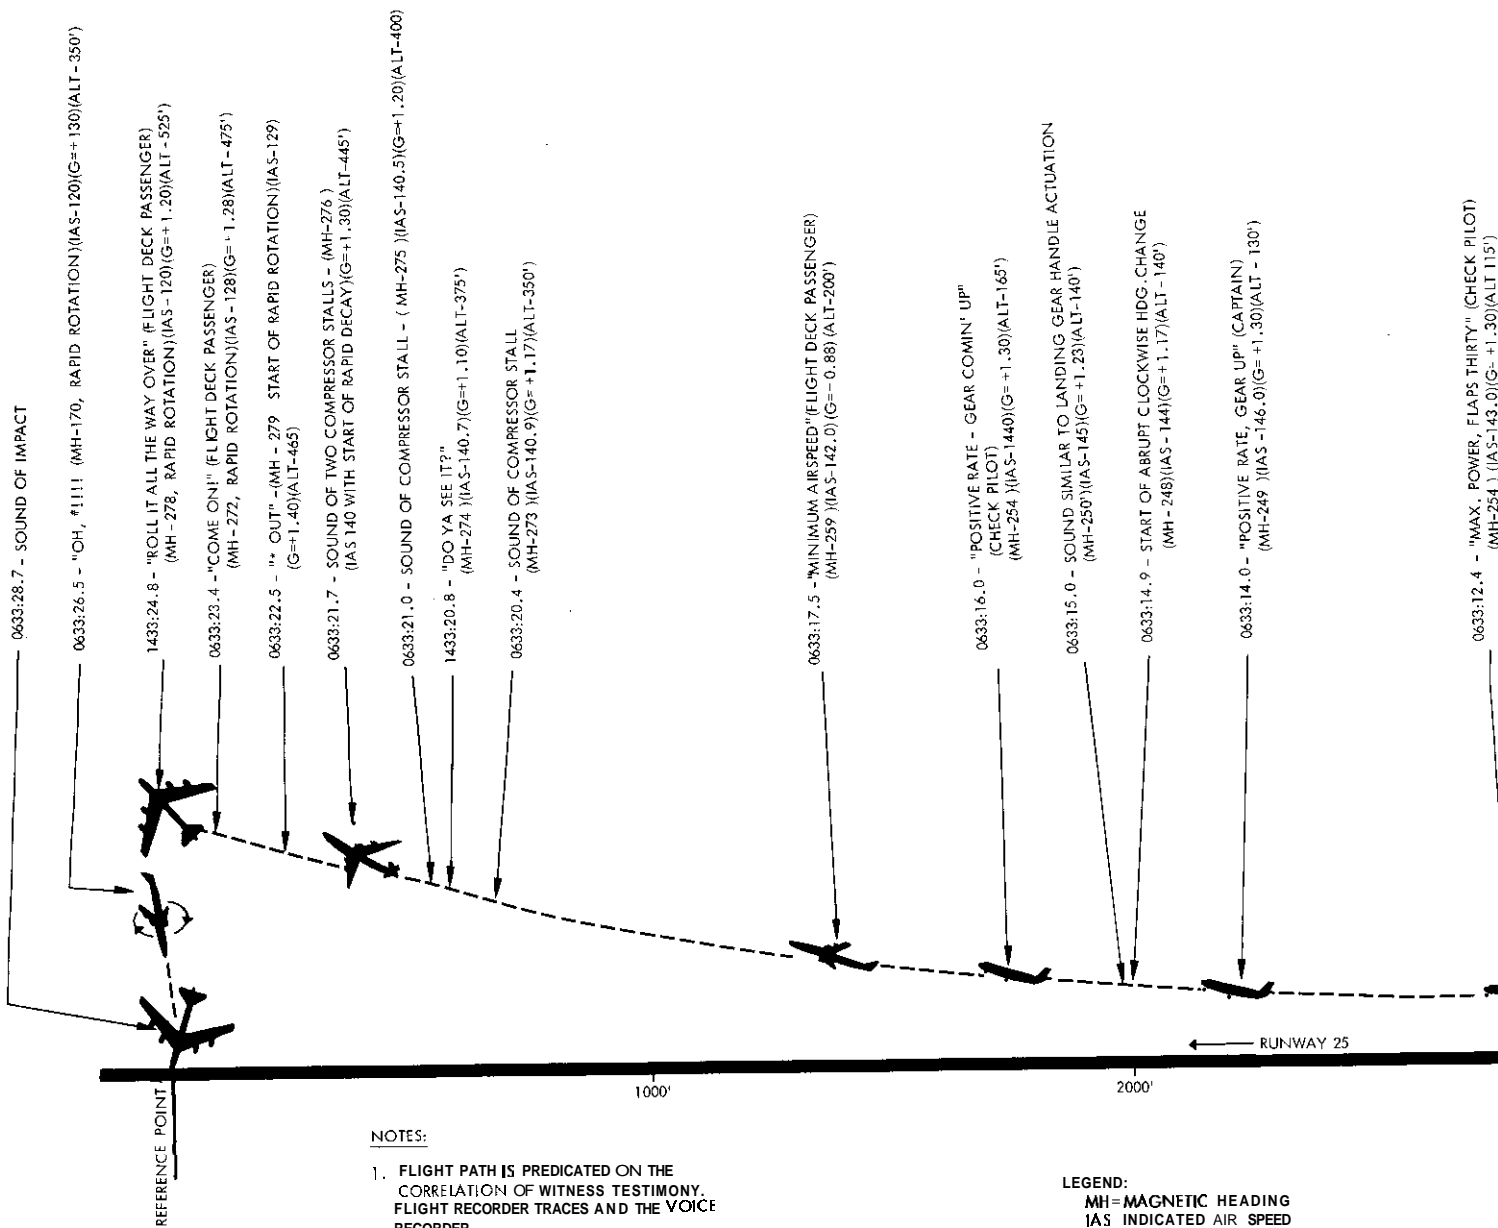 0633:28.7 - SOUND OF IMPACT
0633:26.5 - "OH, *!!!! (MH-170, RAPID ROTATION)(IAS-120)(G=+130)(ALT-350')
1433:24.8 - "ROLL IT ALL THE WAY OVER" (FLIGHT DECK PASSENGER)
(MH-278, RAPID ROTATION)(IAS-120)(G=+1.20)(ALT-525')
0633:23.4 - "COME ON!" (FLIGHT DECK PASSENGER)
(MH-272, RAPID ROTATION)(IAS-128)(G=+1.28)(ALT-475')
0633:22.5 - "* OUT" -(MH - 279 START OF RAPID ROTATION)(IAS-129)
(G=+1.40)(ALT-465)
0633:21.7 - SOUND OF TWO COMPRESSOR STALLS - (MH-276 )
(IAS 140 WITH START OF RAPID DECAY)(G=+1.30)(ALT-445')
0633:21.0 - SOUND OF COMPRESSOR STALL - ( MH-275 )(IAS-140.5)(G=+1.20)(ALT-400)
1433:20.8 - "DO YA SEE IT?"
(MH-274 )(IAS-140.7)(G=+1.10)(ALT-375')
0633:20.4 - SOUND OF COMPRESSOR STALL
(MH-273 )(IAS-140.9)(G= +1.17)(ALT-350')
0633:17.5 - "MINIMUM AIRSPEED" (FLIGHT DECK PASSENGER)
(MH-259 )(IAS-142.0)(G=-0.88) (ALT-200')
0633:16.0 - "POSITIVE RATE - GEAR COMIN' UP"
(CHECK PILOT)
(MH-254 )(IAS-1440)(G= +1.30)(ALT-165')
0633:15.0 - SOUND SIMILAR TO LANDING GEAR HANDLE ACTUATION
(MH-250')(IAS-145)(G= +1.23)(ALT-140')
0633:14.9 - START OF ABRUPT CLOCKWISE HDG. CHANGE
(MH - 248)(IAS-144)(G=+1.17)(ALT - 140'
0633:14.0 - "POSITIVE RATE, GEAR UP" (CAPTAIN)
(MH-249 )(IAS -146.0)(G=+1.30)(ALT - 130')
0633:12.4 - "MAX. POWER, FLAPS THIRTY" (CHECK PILOT)
(MH-254 ) (IAS-143.0)(G- +1.30)(ALT 115')
RUNWAY 25
1000'
2000'
REFERENCE POINT
NOTES:
1. FLIGHT PATH IS PREDICATED ON THE
CORRELATION OF WITNESS TESTIMONY.
FLIGHT RECORDER TRACES AND THE VOICE
RECORDER
LEGEND:
MH=MAGNETIC HEADING
IAS INDICATED AIR SPEED